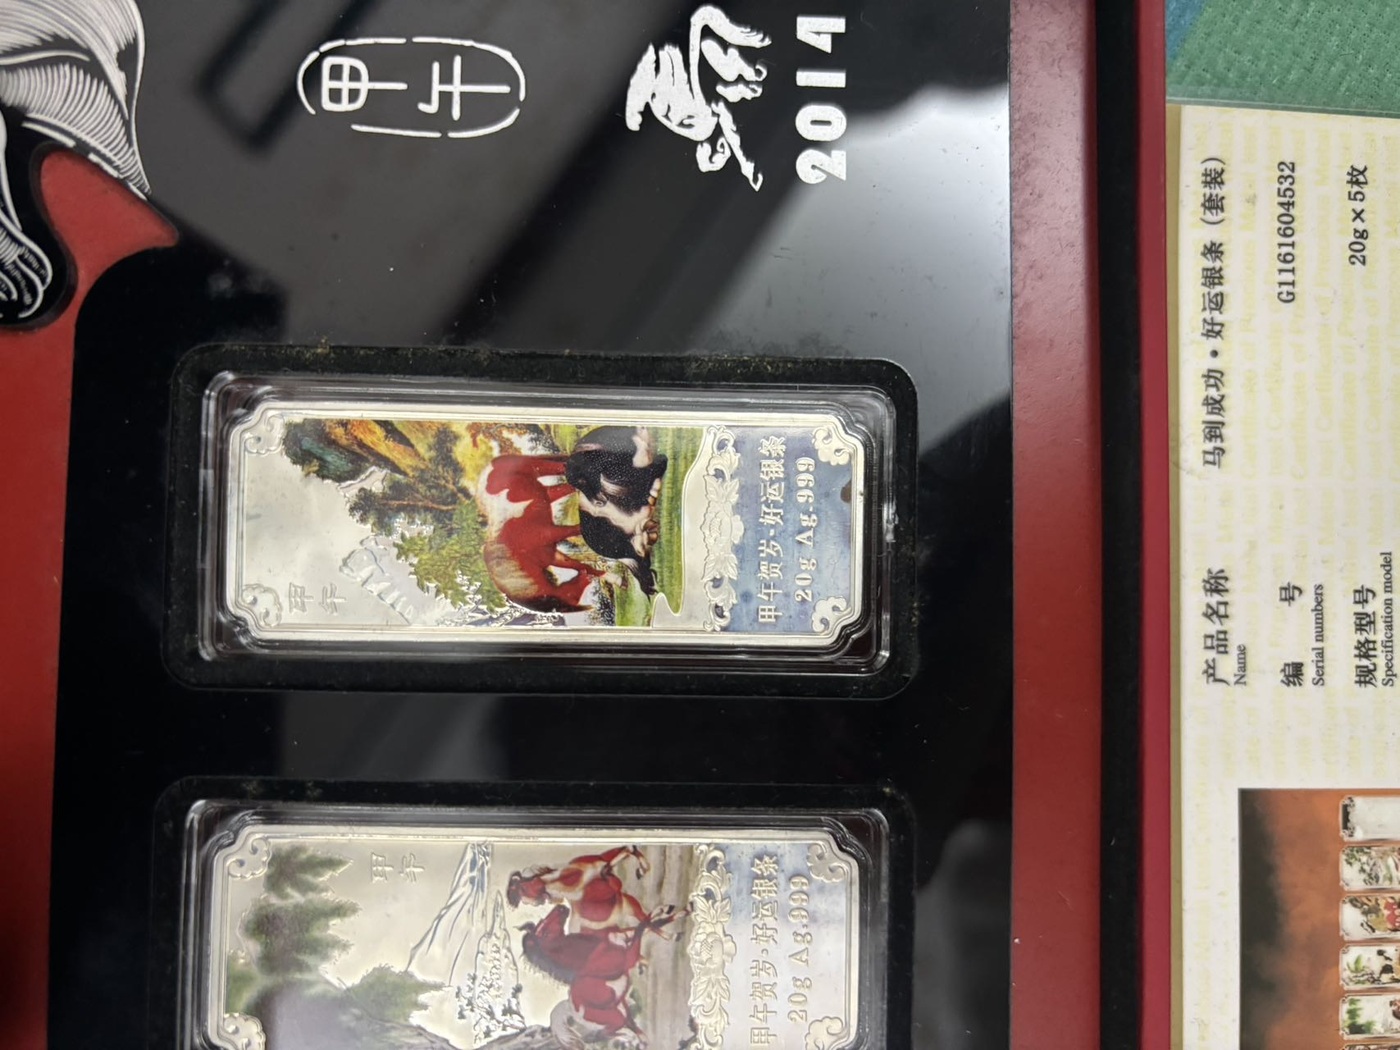 甲午
2014
甲午
甲午贺岁·好运银条
20g Ag.999
甲午
甲午贺岁·好运银条
20g Ag.999
产品名称 马到成功·好运银条（套装）
Name
编 号 G1161604532
Serial numbers
规格型号 20g×5枚
Specification model